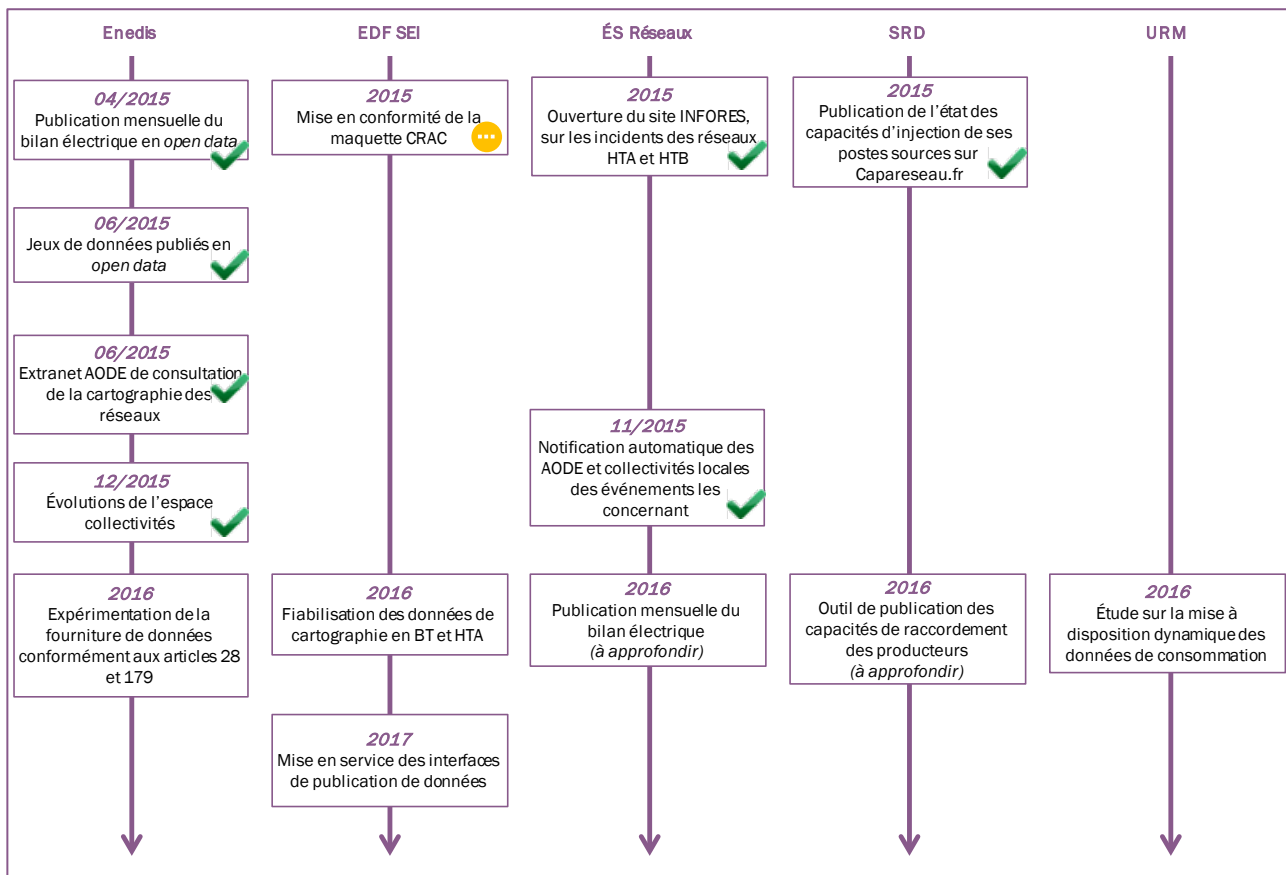 Enedis
EDF SEI
ÉS Réseaux
SRD
URM
04/2015
Publication mensuelle du
bilan électrique en open data
06/2015
Jeux de données publiés en
open data
06/2015
Extranet AODE de consultation
de la cartographie des
réseaux
12/2015
Évolutions de l'espace
collectivités
2016
Expérimentation de la
fourniture de données
conformément aux articles 28
et 179
2015
Mise en conformité de la
maquette CRAC
2016
Fiabilisation des données de
cartographie en BT et HTA
2017
Mise en service des interfaces
de publication de données
2015
Ouverture du site INFORES,
sur les incidents des réseaux
HTA et HTB
11/2015
Notification automatique des
AODE et collectivités locales
des événements les
concernant
2016
Publication mensuelle du
bilan électrique
(à approfondir)
2015
Publication de l'état des
capacités d'injection de ses
postes sources sur
Capareseau.fr
2016
Outil de publication des
capacités de raccordement
des producteurs
(à approfondir)
2016
Étude sur la mise à
disposition dynamique des
données de consommation